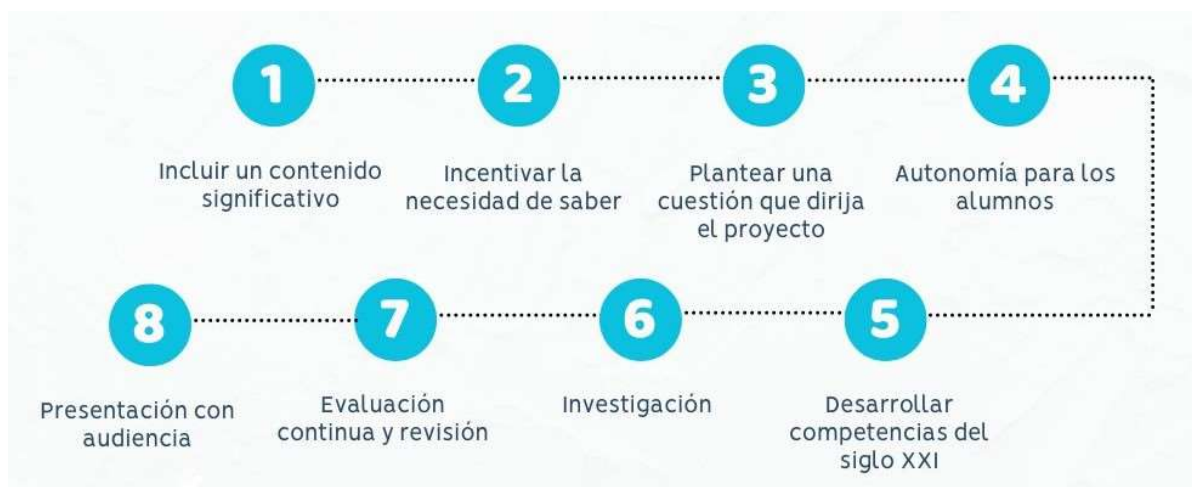 1
Incluir un contenido
significativo
2
Incentivar la
necesidad de saber
3
Plantear una
cuestión que dirija
el proyecto
4
Autonomía para los
alumnos
5
Desarrollar
competencias del
siglo XXI
6
Investigación
7
Evaluación
continua y revisión
8
Presentación con
audiencia